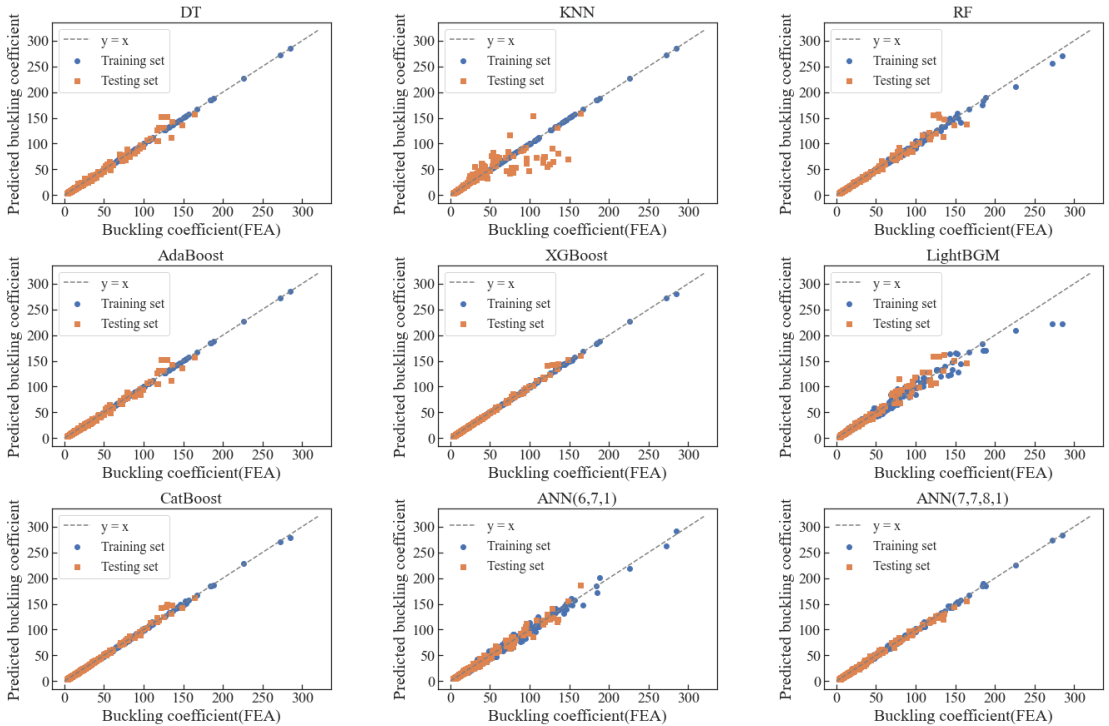 DT
Predicted buckling coefficient
300
250
200
150
100
50
0
y = x
Training set
Testing set
0 50 100 150 200 250 300
Buckling coefficient(FEA)
KNN
Predicted buckling coefficient
300
250
200
150
100
50
0
y = x
Training set
Testing set
0 50 100 150 200 250 300
Buckling coefficient(FEA)
RF
Predicted buckling coefficient
300
250
200
150
100
50
0
y = x
Training set
Testing set
0 50 100 150 200 250 300
Buckling coefficient(FEA)
AdaBoost
Predicted buckling coefficient
300
250
200
150
100
50
0
y = x
Training set
Testing set
0 50 100 150 200 250 300
Buckling coefficient(FEA)
XGBoost
Predicted buckling coefficient
300
250
200
150
100
50
0
y = x
Training set
Testing set
0 50 100 150 200 250 300
Buckling coefficient(FEA)
LightBGM
Predicted buckling coefficient
300
250
200
150
100
50
0
y = x
Training set
Testing set
0 50 100 150 200 250 300
Buckling coefficient(FEA)
CatBoost
Predicted buckling coefficient
300
250
200
150
100
50
0
y = x
Training set
Testing set
0 50 100 150 200 250 300
Buckling coefficient(FEA)
ANN(6,7,1)
Predicted buckling coefficient
300
250
200
150
100
50
0
y = x
Training set
Testing set
0 50 100 150 200 250 300
Buckling coefficient(FEA)
ANN(7,7,8,1)
Predicted buckling coefficient
300
250
200
150
100
50
0
y = x
Training set
Testing set
0 50 100 150 200 250 300
Buckling coefficient(FEA)